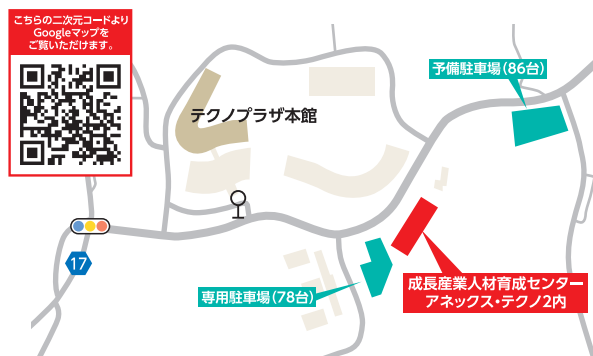 こちらの二次元コードより
Googleマップを
ご覧いただけます。
予備駐車場(86台)
テクノプラザ本館
17
専用駐車場(78台)
成長産業人材育成センター
アネックス・テクノ2内